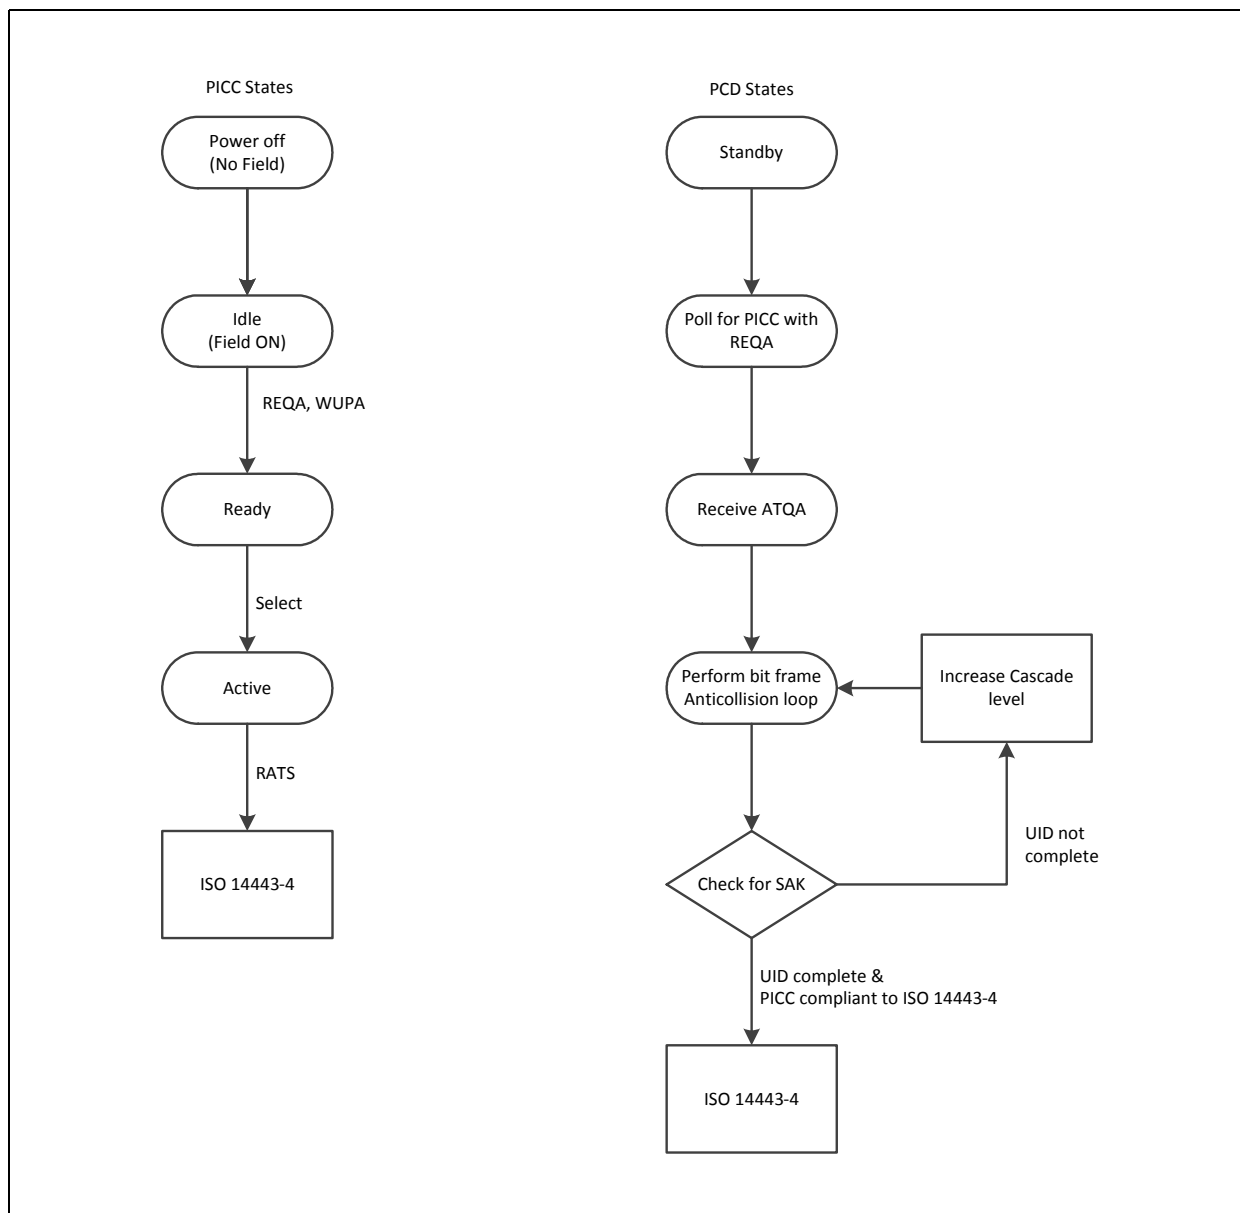 PICC States
Power off
(No Field)
Idle
(Field ON)
REQA, WUPA
Ready
Select
Active
RATS
ISO 14443-4
PCD States
Standby
Poll for PICC with
REQA
Receive ATQA
Perform bit frame
Anticollision loop
Increase Cascade
level
UID not
complete
Check for SAK
UID complete &
PICC compliant to ISO 14443-4
ISO 14443-4